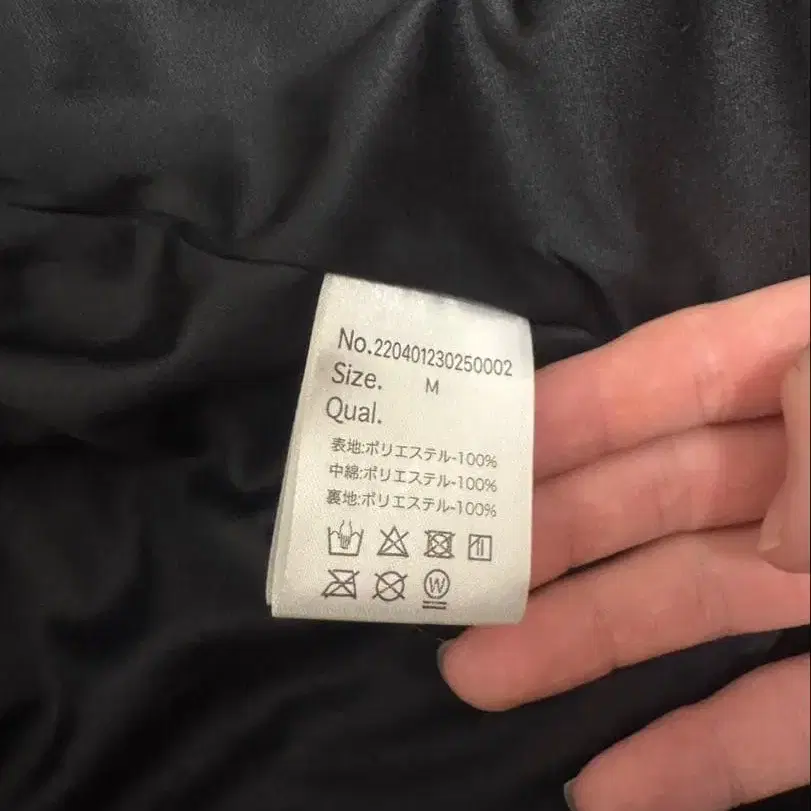 No.220401230250002
Size. M
Qual.
表地:ポリエステル-100%
中綿:ポリエステル-100%
裏地:ポリエステル-100%
W